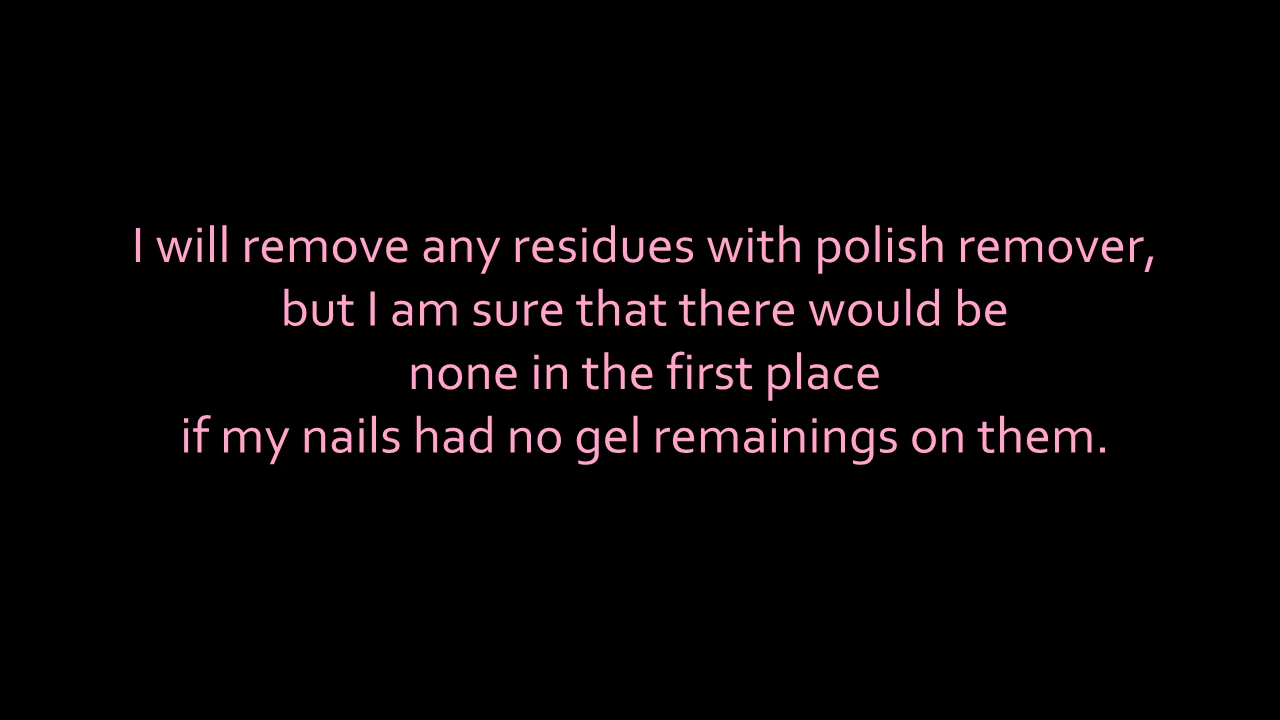 I will remove any residues with polish remover,
but I am sure that there would be
none in the first place
if my nails had no gel remainings on them.